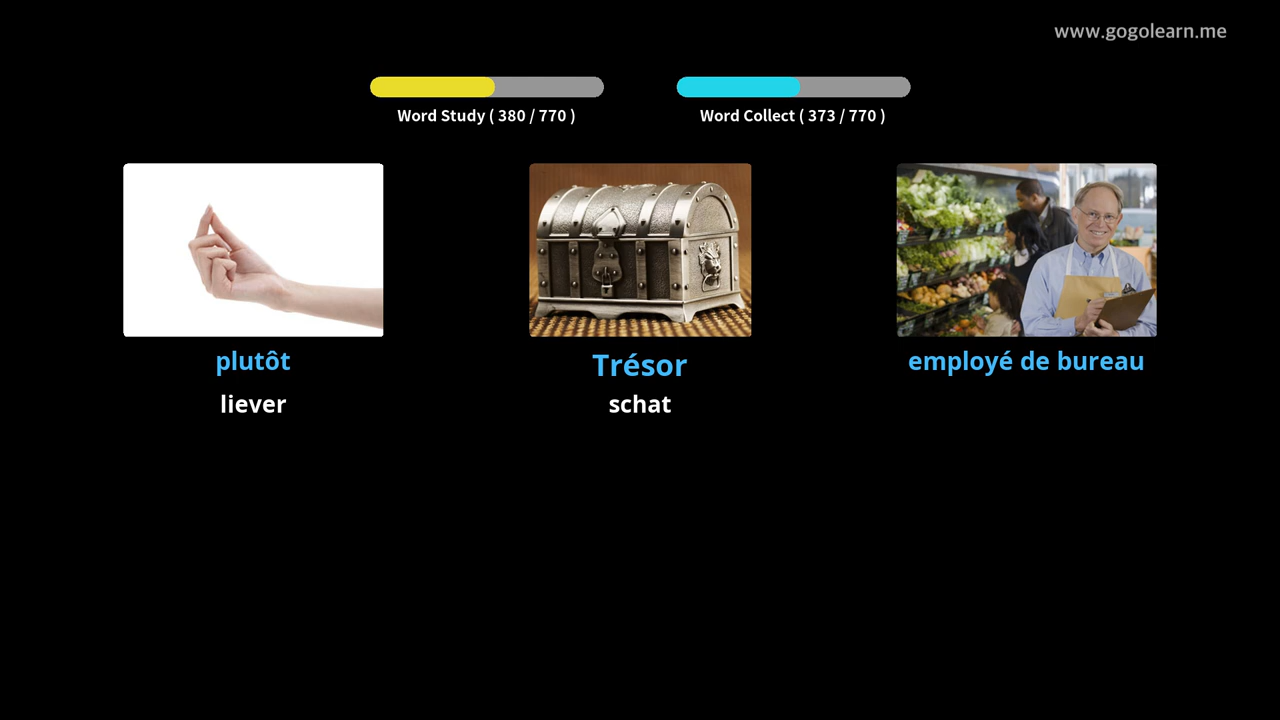 www.gogolearn.me
Word Study ( 380 / 770 )
Word Collect ( 373 / 770 )
plutôt
liever
Trésor
schat
employé de bureau